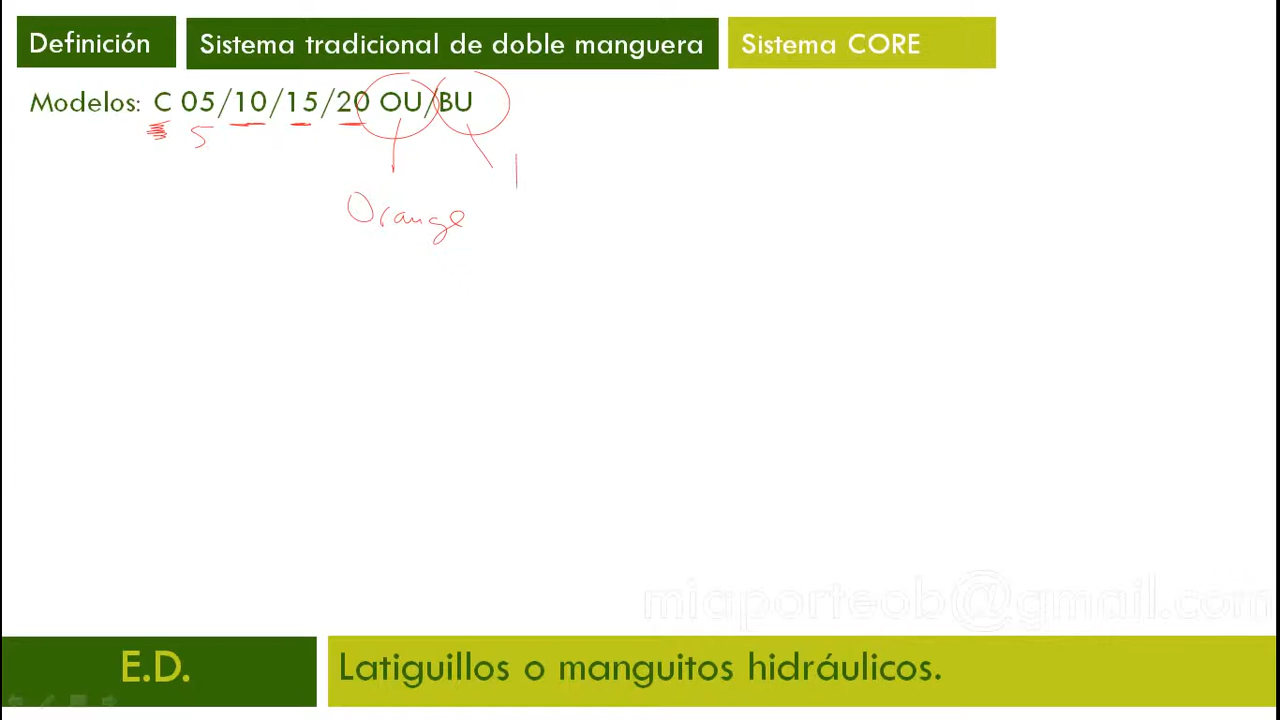 Definición
Sistema tradicional de doble manguera
Sistema CORE
Modelos: C 05/10/15/20 OU/BU
5
Orange
miaporteob@gmail.com
E.D.
Latiguillos o manguitos hidráulicos.